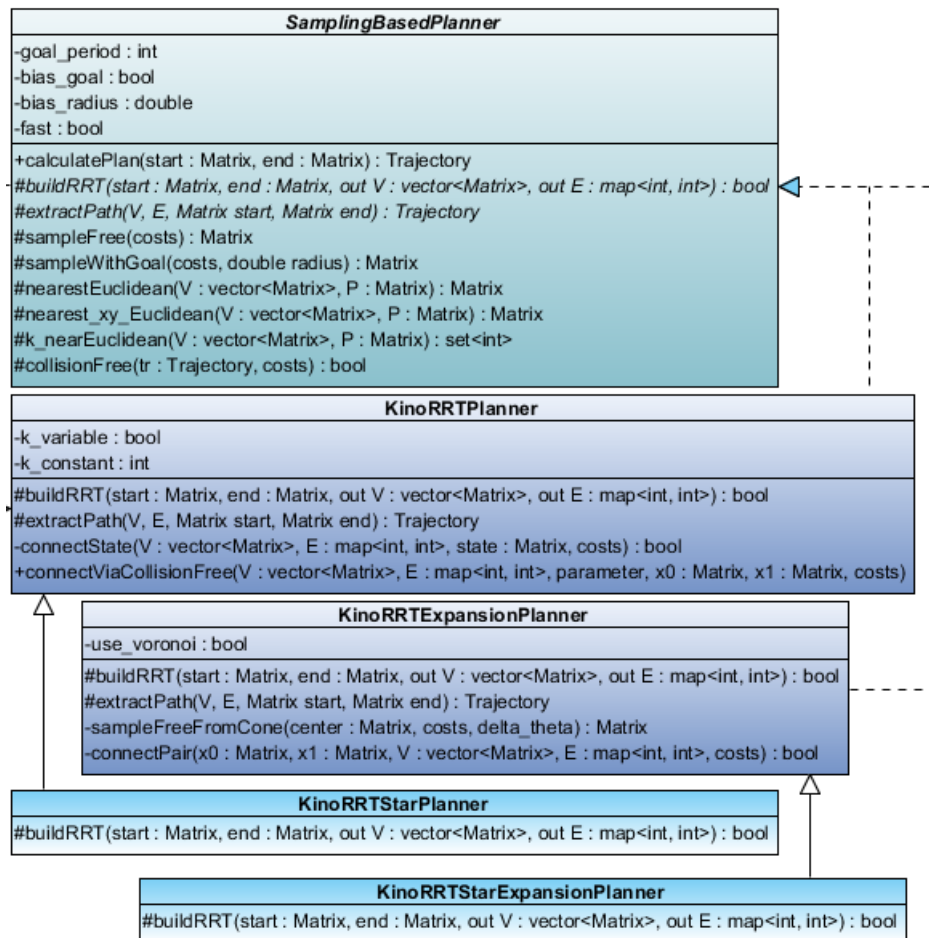 SamplingBasedPlanner
-goal_period : int
-bias_goal : bool
-bias_radius : double
-fast : bool
+calculatePlan(start : Matrix, end : Matrix) : Trajectory
#buildRRT(start : Matrix, end : Matrix, out V : vector<Matrix>, out E : map<int, int>) : bool
#extractPath(V, E, Matrix start, Matrix end) : Trajectory
#sampleFree(costs) : Matrix
#sampleWithGoal(costs, double radius) : Matrix
#nearestEuclidean(V : vector<Matrix>, P : Matrix) : Matrix
#nearest_xy_Euclidean(V : vector<Matrix>, P : Matrix) : Matrix
#k_nearEuclidean(V : vector<Matrix>, P : Matrix) : set<int>
#collisionFree(tr : Trajectory, costs) : bool
KinoRRTPlanner
-k_variable : bool
-k_constant : int
#buildRRT(start : Matrix, end : Matrix, out V : vector<Matrix>, out E : map<int, int>) : bool
#extractPath(V, E, Matrix start, Matrix end) : Trajectory
-connectState(V : vector<Matrix>, E : map<int, int>, state : Matrix, costs) : bool
+connectViaCollisionFree(V : vector<Matrix>, E : map<int, int>, parameter, x0 : Matrix, x1 : Matrix, costs)
KinoRRTExpansionPlanner
-use_voronoi : bool
#buildRRT(start : Matrix, end : Matrix, out V : vector<Matrix>, out E : map<int, int>) : bool
#extractPath(V, E, Matrix start, Matrix end) : Trajectory
-sampleFreeFromCone(center : Matrix, costs, delta_theta) : Matrix
-connectPair(x0 : Matrix, x1 : Matrix, V : vector<Matrix>, E : map<int, int>, costs) : bool
KinoRRTStarPlanner
#buildRRT(start : Matrix, end : Matrix, out V : vector<Matrix>, out E : map<int, int>) : bool
KinoRRTStarExpansionPlanner
#buildRRT(start : Matrix, end : Matrix, out V : vector<Matrix>, out E : map<int, int>) : bool